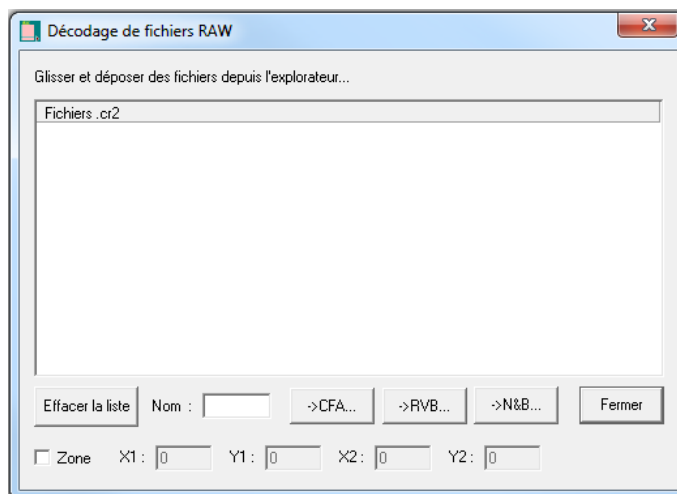 Décodage de fichiers RAW
Glisser et déposer des fichiers depuis l'explorateur...
Fichiers .cr2
Effacer la liste Nom : ->CFA... ->RVB... ->N&B... Fermer
Zone X1 : 0 Y1 : 0 X2 : 0 Y2 : 0